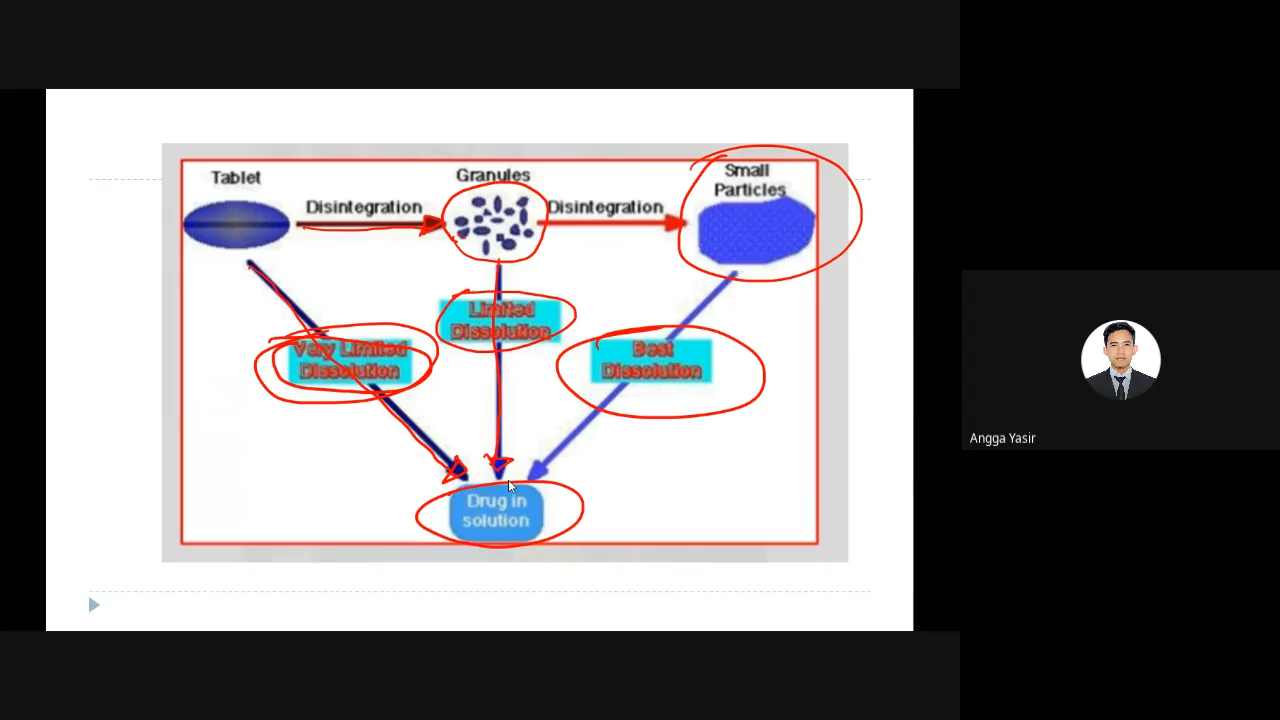 Tablet
Granules
Small
Particles
Disintegration
Disintegration
Limited
Dissolution
Very Limited
Dissolution
Best
Dissolution
Drug in
solution
Angga Yasir